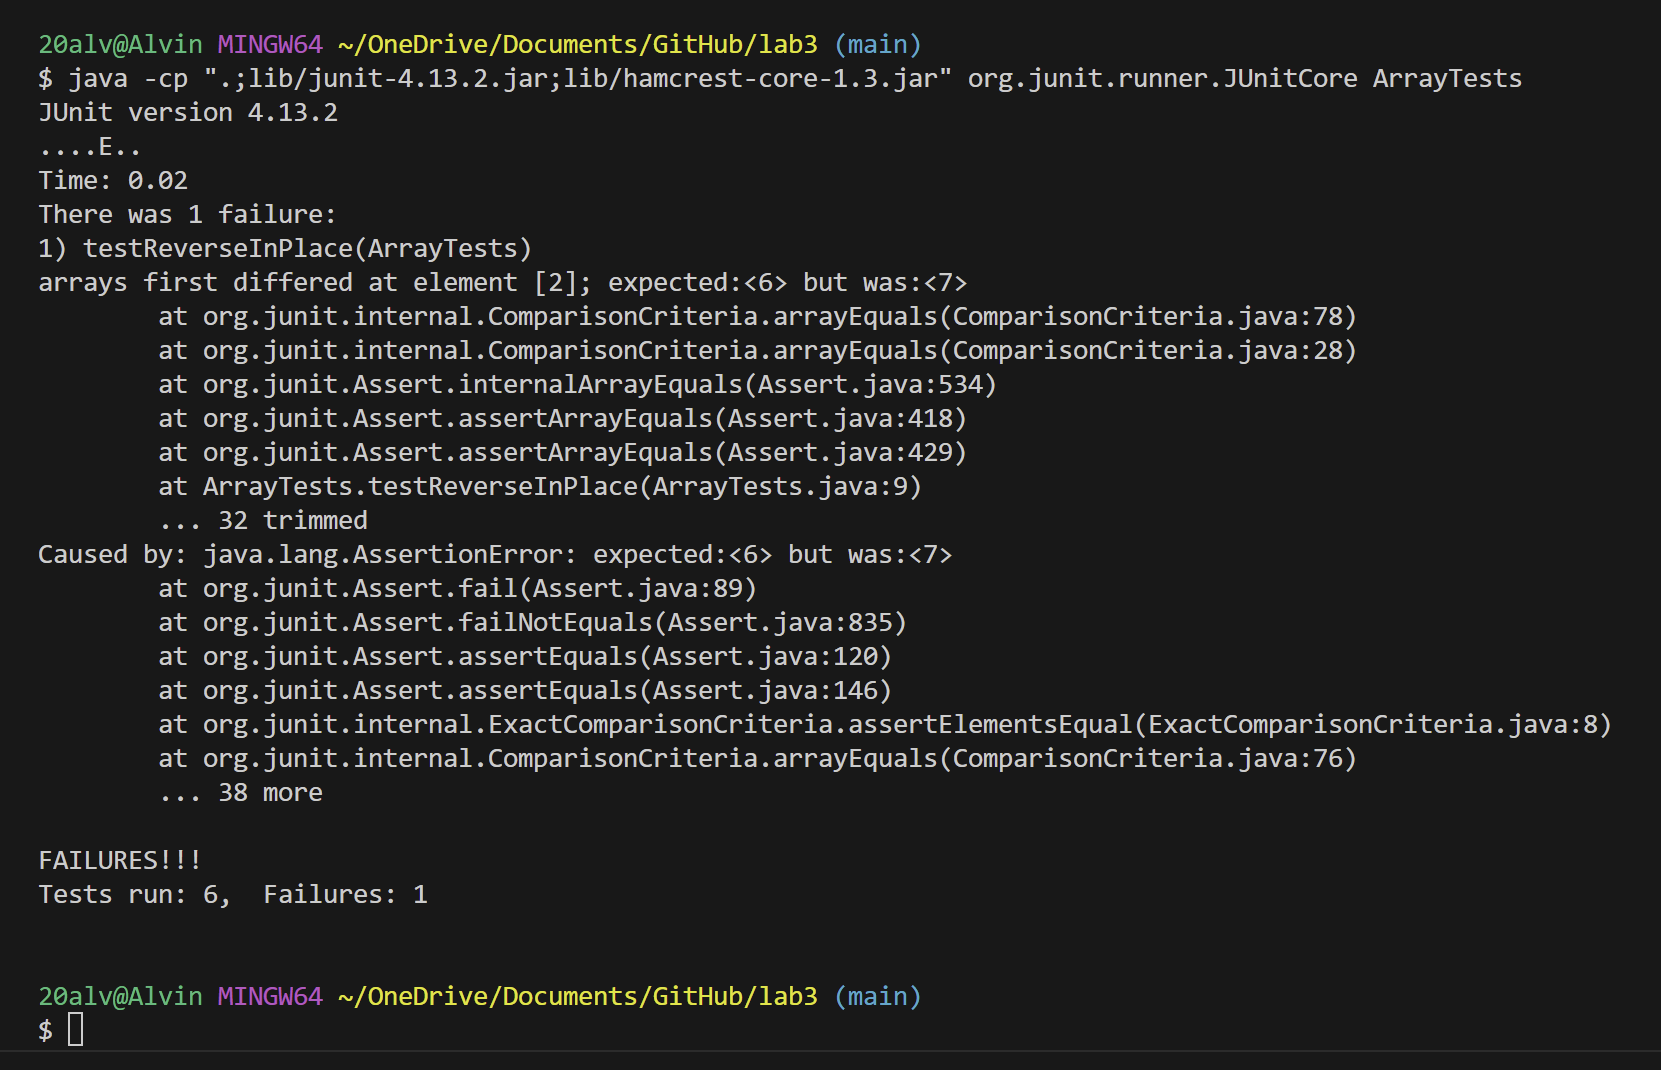 20alv@Alvin MINGW64 ~/OneDrive/Documents/GitHub/lab3 (main)
$ java -cp ".;lib/junit-4.13.2.jar;lib/hamcrest-core-1.3.jar" org.junit.runner.JUnitCore ArrayTests
JUnit version 4.13.2
....E..
Time: 0.02
There was 1 failure:
1) testReverseInPlace(ArrayTests)
arrays first differed at element [2]; expected:<6> but was:<7>
        at org.junit.internal.ComparisonCriteria.arrayEquals(ComparisonCriteria.java:78)
        at org.junit.internal.ComparisonCriteria.arrayEquals(ComparisonCriteria.java:28)
        at org.junit.Assert.internalArrayEquals(Assert.java:534)
        at org.junit.Assert.assertArrayEquals(Assert.java:418)
        at org.junit.Assert.assertArrayEquals(Assert.java:429)
        at ArrayTests.testReverseInPlace(ArrayTests.java:9)
        ... 32 trimmed
Caused by: java.lang.AssertionError: expected:<6> but was:<7>
        at org.junit.Assert.fail(Assert.java:89)
        at org.junit.Assert.failNotEquals(Assert.java:835)
        at org.junit.Assert.assertEquals(Assert.java:120)
        at org.junit.Assert.assertEquals(Assert.java:146)
        at org.junit.internal.ExactComparisonCriteria.assertElementsEqual(ExactComparisonCriteria.java:8)
        at org.junit.internal.ComparisonCriteria.arrayEquals(ComparisonCriteria.java:76)
        ... 38 more
FAILURES!!!
Tests run: 6,  Failures: 1
20alv@Alvin MINGW64 ~/OneDrive/Documents/GitHub/lab3 (main)
$